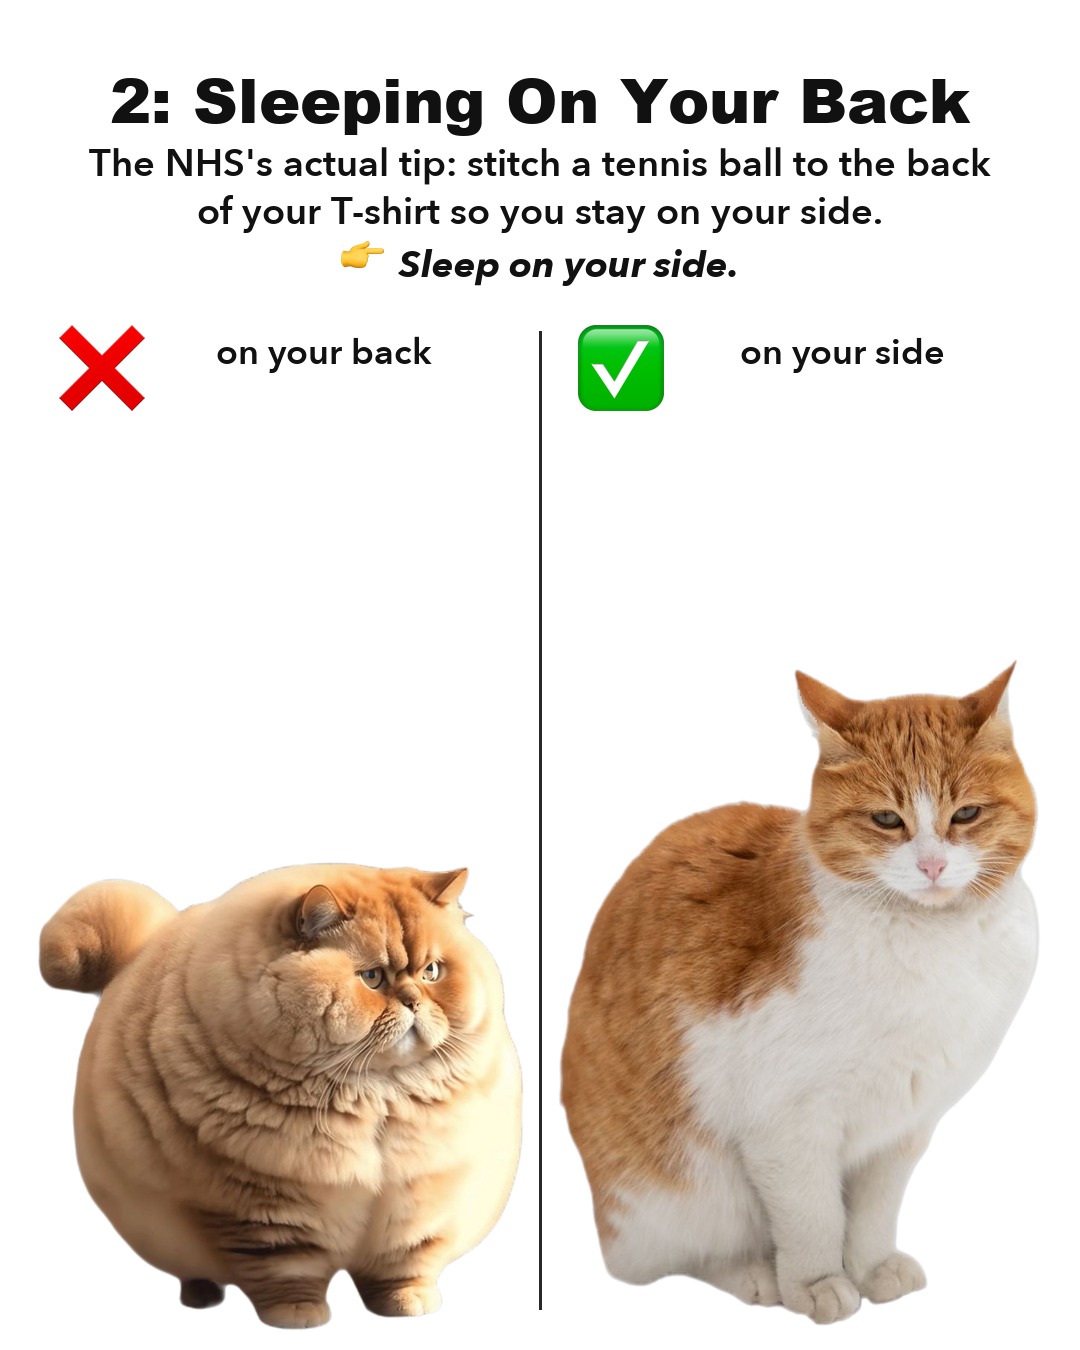 2: Sleeping On Your Back
The NHS's actual tip: stitch a tennis ball to the back
of your T-shirt so you stay on your side.
👉 Sleep on your side.
on your back
on your side